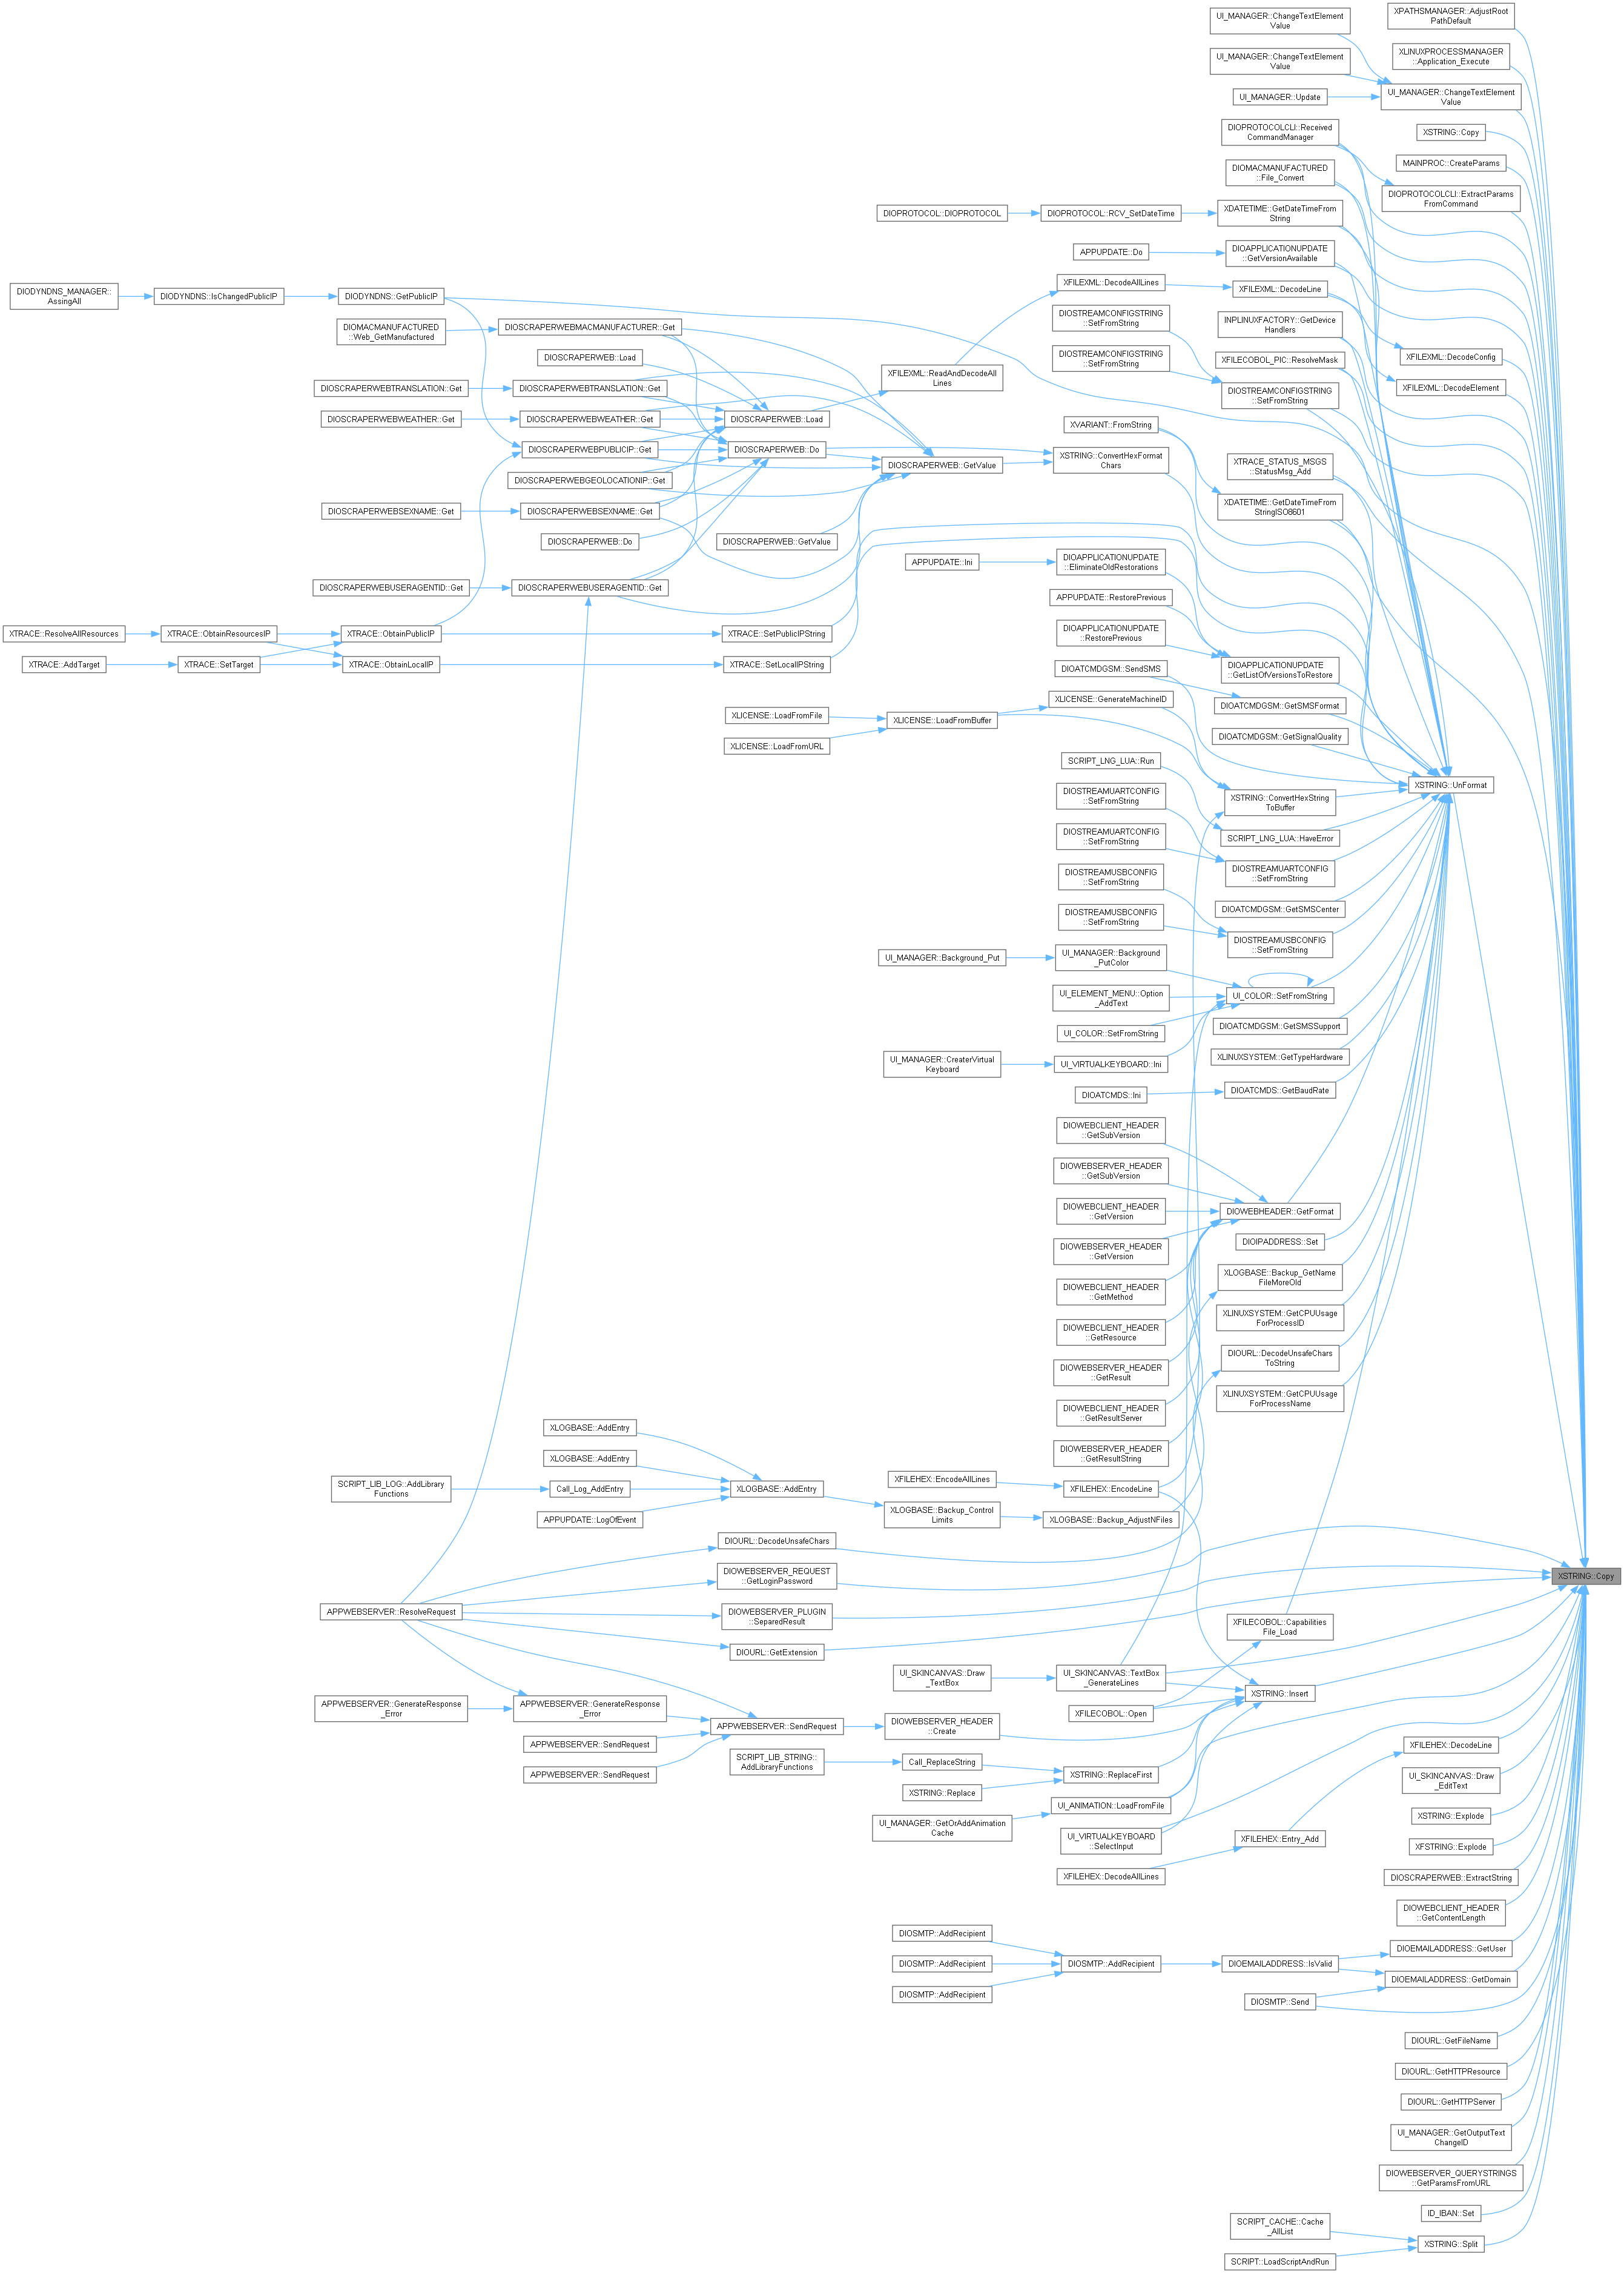 XPATHSMANAGER::AdjustRoot
PathDefault
UI_MANAGER::ChangeTextElement
Value
XLINUXPROCESSMANAGER
::Application_Execute
UI_MANAGER::ChangeTextElement
Value
UI_MANAGER::ChangeTextElement
Value
UI_MANAGER::Update
XSTRING::Copy
DIOPROTOCOLCLI::Received
CommandManager
MAINPROC::CreateParams
DIOMACMANUFACTURED
::File_Convert
DIOPROTOCOLCLI::ExtractParams
FromCommand
DIOPROTOCOL::DIOPROTOCOL
DIOPROTOCOL::RCV_SetDateTime
XDATETIME::GetDateTimeFrom
String
APPUPDATE::Do
DIOAPPLICATIONUPDATE
::GetVersionAvailable
XFILEXML::DecodeAllLines
XFILEXML::DecodeLine
DIODYNDNS_MANAGER::
AssingAll
DIODYNDNS::IsChangedPublicIP
DIODYNDNS::GetPublicIP
DIOSTREAMCONFIGSTRING
::SetFromString
INPLINUXFACTORY::GetDevice
Handlers
DIOMACMANUFACTURED
::Web_GetManufactured
DIOSCRAPERWEBMACMANUFACTURER::Get
DIOSCRAPERWEB::Load
DIOSTREAMCONFIGSTRING
::SetFromString
XFILECOBOL_PIC::ResolveMask
XFILEXML::DecodeConfig
XFILEXML::ReadAndDecodeAll
Lines
DIOSCRAPERWEBTRANSLATION::Get
DIOSCRAPERWEBTRANSLATION::Get
XFILEXML::DecodeElement
DIOSTREAMCONFIGSTRING
::SetFromString
DIOSCRAPERWEBWEATHER::Get
DIOSCRAPERWEBWEATHER::Get
DIOSCRAPERWEB::Load
XVARIANT::FromString
DIOSCRAPERWEBPUBLICIP::Get
DIOSCRAPERWEB::Do
DIOSCRAPERWEB::GetValue
XSTRING::ConvertHexFormat
Chars
XTRACE_STATUS_MSGS
::StatusMsg_Add
DIOSCRAPERWEBGEOLOCATIONIP::Get
DIOSCRAPERWEBSEXNAME::Get
DIOSCRAPERWEBSEXNAME::Get
XDATETIME::GetDateTimeFrom
StringISO8601
DIOSCRAPERWEB::Do
DIOSCRAPERWEB::GetValue
APPUPDATE::Ini
DIOAPPLICATIONUPDATE
::EliminateOldRestorations
DIOSCRAPERWEBUSERAGENTID::Get
DIOSCRAPERWEBUSERAGENTID::Get
APPUPDATE::RestorePrevious
XTRACE::ResolveAllResources
XTRACE::ObtainResourcesIP
XTRACE::ObtainPublicIP
XTRACE::SetPublicIPString
DIOAPPLICATIONUPDATE
::RestorePrevious
XTRACE::AddTarget
XTRACE::SetTarget
XTRACE::ObtainLocalIP
XTRACE::SetLocalIPString
DIOATCMDGSM::SendSMS
DIOAPPLICATIONUPDATE
::GetListOfVersionsToRestore
XLICENSE::GenerateMachineID
DIOATCMDGSM::GetSMSFormat
XLICENSE::LoadFromFile
XLICENSE::LoadFromBuffer
XLICENSE::LoadFromURL
DIOATCMDGSM::GetSignalQuality
SCRIPT_LNG_LUA::Run
XSTRING::UnFormat
DIOSTREAMUARTCONFIG
::SetFromString
XSTRING::ConvertHexString
ToBuffer
DIOSTREAMUARTCONFIG
::SetFromString
SCRIPT_LNG_LUA::HaveError
DIOSTREAMUSBCONFIG
::SetFromString
DIOSTREAMUARTCONFIG
::SetFromString
DIOSTREAMUSBCONFIG
::SetFromString
DIOATCMDGSM::GetSMSCenter
DIOSTREAMUSBCONFIG
::SetFromString
UI_MANAGER::Background_Put
UI_MANAGER::Background
_PutColor
UI_ELEMENT_MENU::Option
_AddText
UI_COLOR::SetFromString
UI_COLOR::SetFromString
DIOATCMDGSM::GetSMSSupport
UI_MANAGER::CreaterVirtual
Keyboard
UI_VIRTUALKEYBOARD::Ini
XLINUXSYSTEM::GetTypeHardware
DIOATCMDS::Ini
DIOATCMDS::GetBaudRate
DIOWEBCLIENT_HEADER
::GetSubVersion
DIOWEBSERVER_HEADER
::GetSubVersion
DIOWEBCLIENT_HEADER
::GetVersion
DIOWEBHEADER::GetFormat
DIOWEBSERVER_HEADER
::GetVersion
DIOIPADDRESS::Set
DIOWEBCLIENT_HEADER
::GetMethod
XLOGBASE::Backup_GetName
FileMoreOld
DIOWEBCLIENT_HEADER
::GetResource
XLINUXSYSTEM::GetCPUUsage
ForProcessID
DIOWEBSERVER_HEADER
::GetResult
DIOURL::DecodeUnsafeChars
ToString
DIOWEBCLIENT_HEADER
::GetResultServer
XLINUXSYSTEM::GetCPUUsage
ForProcessName
DIOWEBSERVER_HEADER
::GetResultString
XLOGBASE::AddEntry
XLOGBASE::AddEntry
SCRIPT_LIB_LOG::AddLibrary
Functions
Call_Log_AddEntry
XLOGBASE::AddEntry
XFILEHEX::EncodeAllLines
XFILEHEX::EncodeLine
APPUPDATE::LogOfEvent
XLOGBASE::Backup_Control
Limits
XLOGBASE::Backup_AdjustNFiles
DIOURL::DecodeUnsafeChars
DIOWEBSERVER_REQUEST
::GetLoginPassword
XSTRING::Copy
APPWEBSERVER::ResolveRequest
DIOWEBSERVER_PLUGIN
::SeparedResult
XFILECOBOL::Capabilities
File_Load
DIOURL::GetExtension
UI_SKINCANVAS::Draw
_TextBox
UI_SKINCANVAS::TextBox
_GenerateLines
XSTRING::Insert
APPWEBSERVER::GenerateResponse
_Error
APPWEBSERVER::GenerateResponse
_Error
XFILECOBOL::Open
APPWEBSERVER::SendRequest
APPWEBSERVER::SendRequest
DIOWEBSERVER_HEADER
::Create
XFILEHEX::DecodeLine
SCRIPT_LIB_STRING::
AddLibraryFunctions
Call_ReplaceString
APPWEBSERVER::SendRequest
XSTRING::ReplaceFirst
UI_SKINCANVAS::Draw
_EditText
XSTRING::Replace
UI_ANIMATION::LoadFromFile
XSTRING::Explode
UI_MANAGER::GetOrAddAnimation
Cache
UI_VIRTUALKEYBOARD
::SelectInput
XFILEHEX::Entry_Add
XFSTRING::Explode
XFILEHEX::DecodeAllLines
DIOSCRAPERWEB::ExtractString
DIOWEBCLIENT_HEADER
::GetContentLength
DIOSMTP::AddRecipient
DIOEMAILADDRESS::GetUser
DIOSMTP::AddRecipient
DIOSMTP::AddRecipient
DIOEMAILADDRESS::IsValid
DIOEMAILADDRESS::GetDomain
DIOSMTP::AddRecipient
DIOSMTP::Send
DIOURL::GetFileName
DIOURL::GetHTTPResource
DIOURL::GetHTTPServer
UI_MANAGER::GetOutputText
ChangeID
DIOWEBSERVER_QUERYSTRINGS
::GetParamsFromURL
ID_IBAN::Set
SCRIPT_CACHE::Cache
_AllList
XSTRING::Split
SCRIPT::LoadScriptAndRun